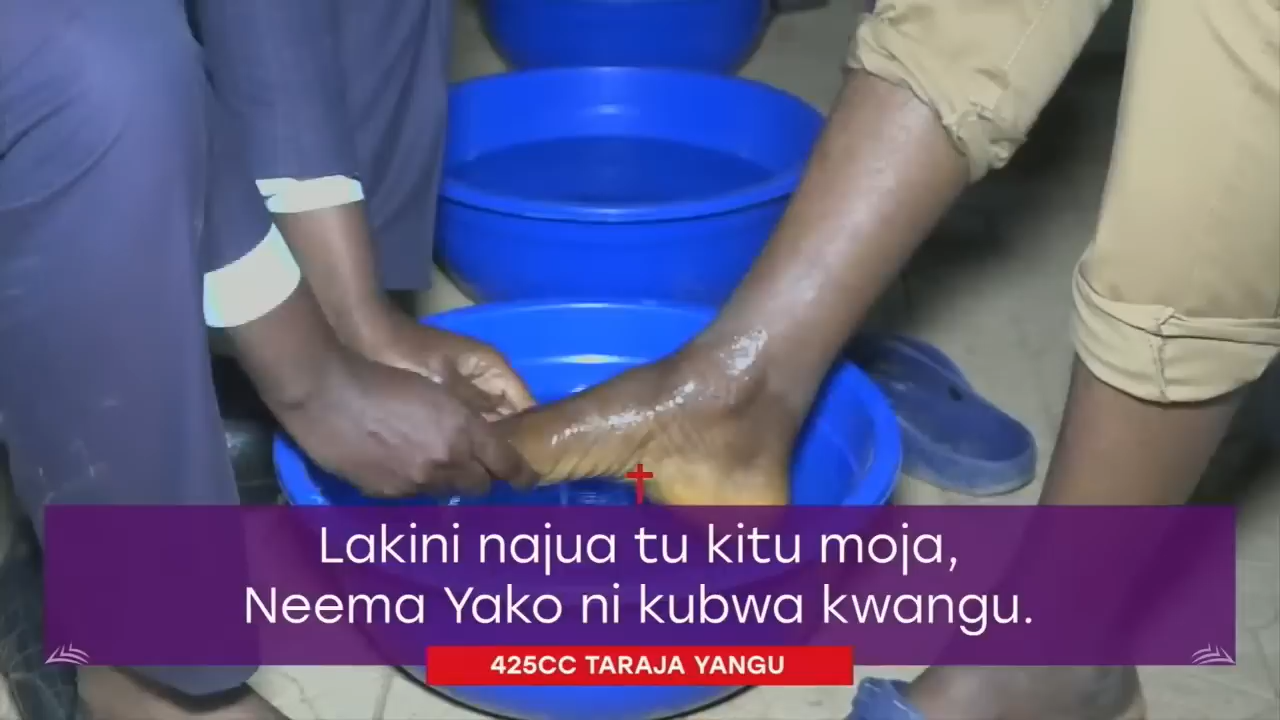 Lakini najua tu kitu moja,
Neema Yako ni kubwa kwangu.
425CC TARAJA YANGU